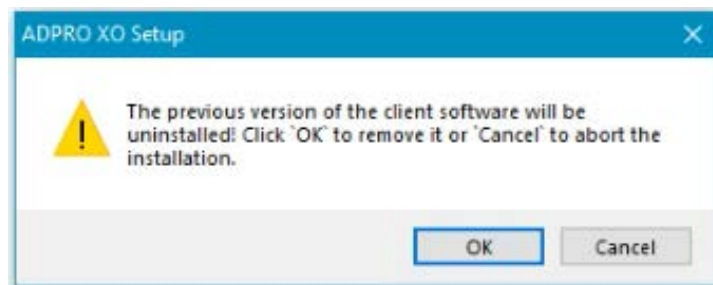 ADPRO XO Setup
The previous version of the client software will be
uninstalled! Click `OK` to remove it or `Cancel` to abort the
installation.
OK
Cancel